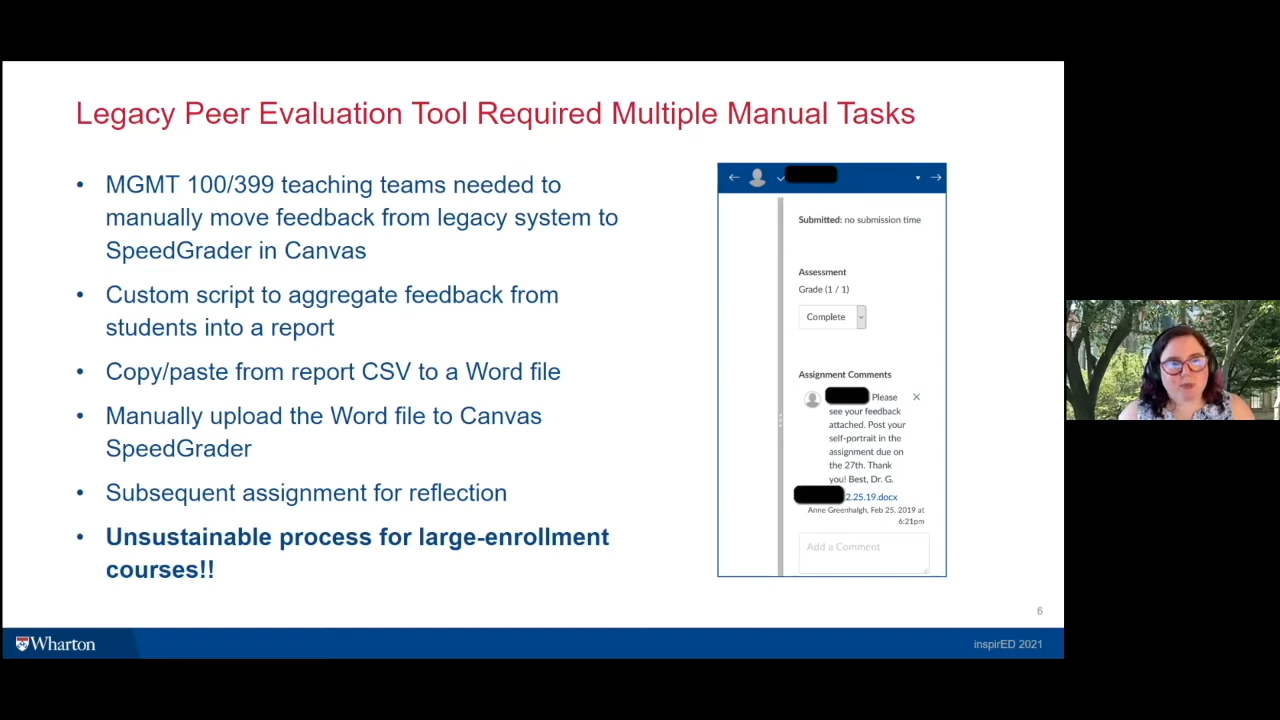 Legacy Peer Evaluation Tool Required Multiple Manual Tasks
• MGMT 100/399 teaching teams needed to
manually move feedback from legacy system to
SpeedGrader in Canvas
• Custom script to aggregate feedback from
students into a report
• Copy/paste from report CSV to a Word file
• Manually upload the Word file to Canvas
SpeedGrader
• Subsequent assignment for reflection
• Unsustainable process for large-enrollment
courses!!
Submitted: no submission time
Assessment
Grade (1 / 1)
Complete
Assignment Comments
Please
see your feedback
attached. Post your
self-portrait in the
assignment due on
the 27th. Thank
you! Best, Dr. G.
2.25.19.docx
Anne Greenhalgh, Feb 25, 2019 at
6:21pm
Add a Comment
6
Wharton
inspirED 2021